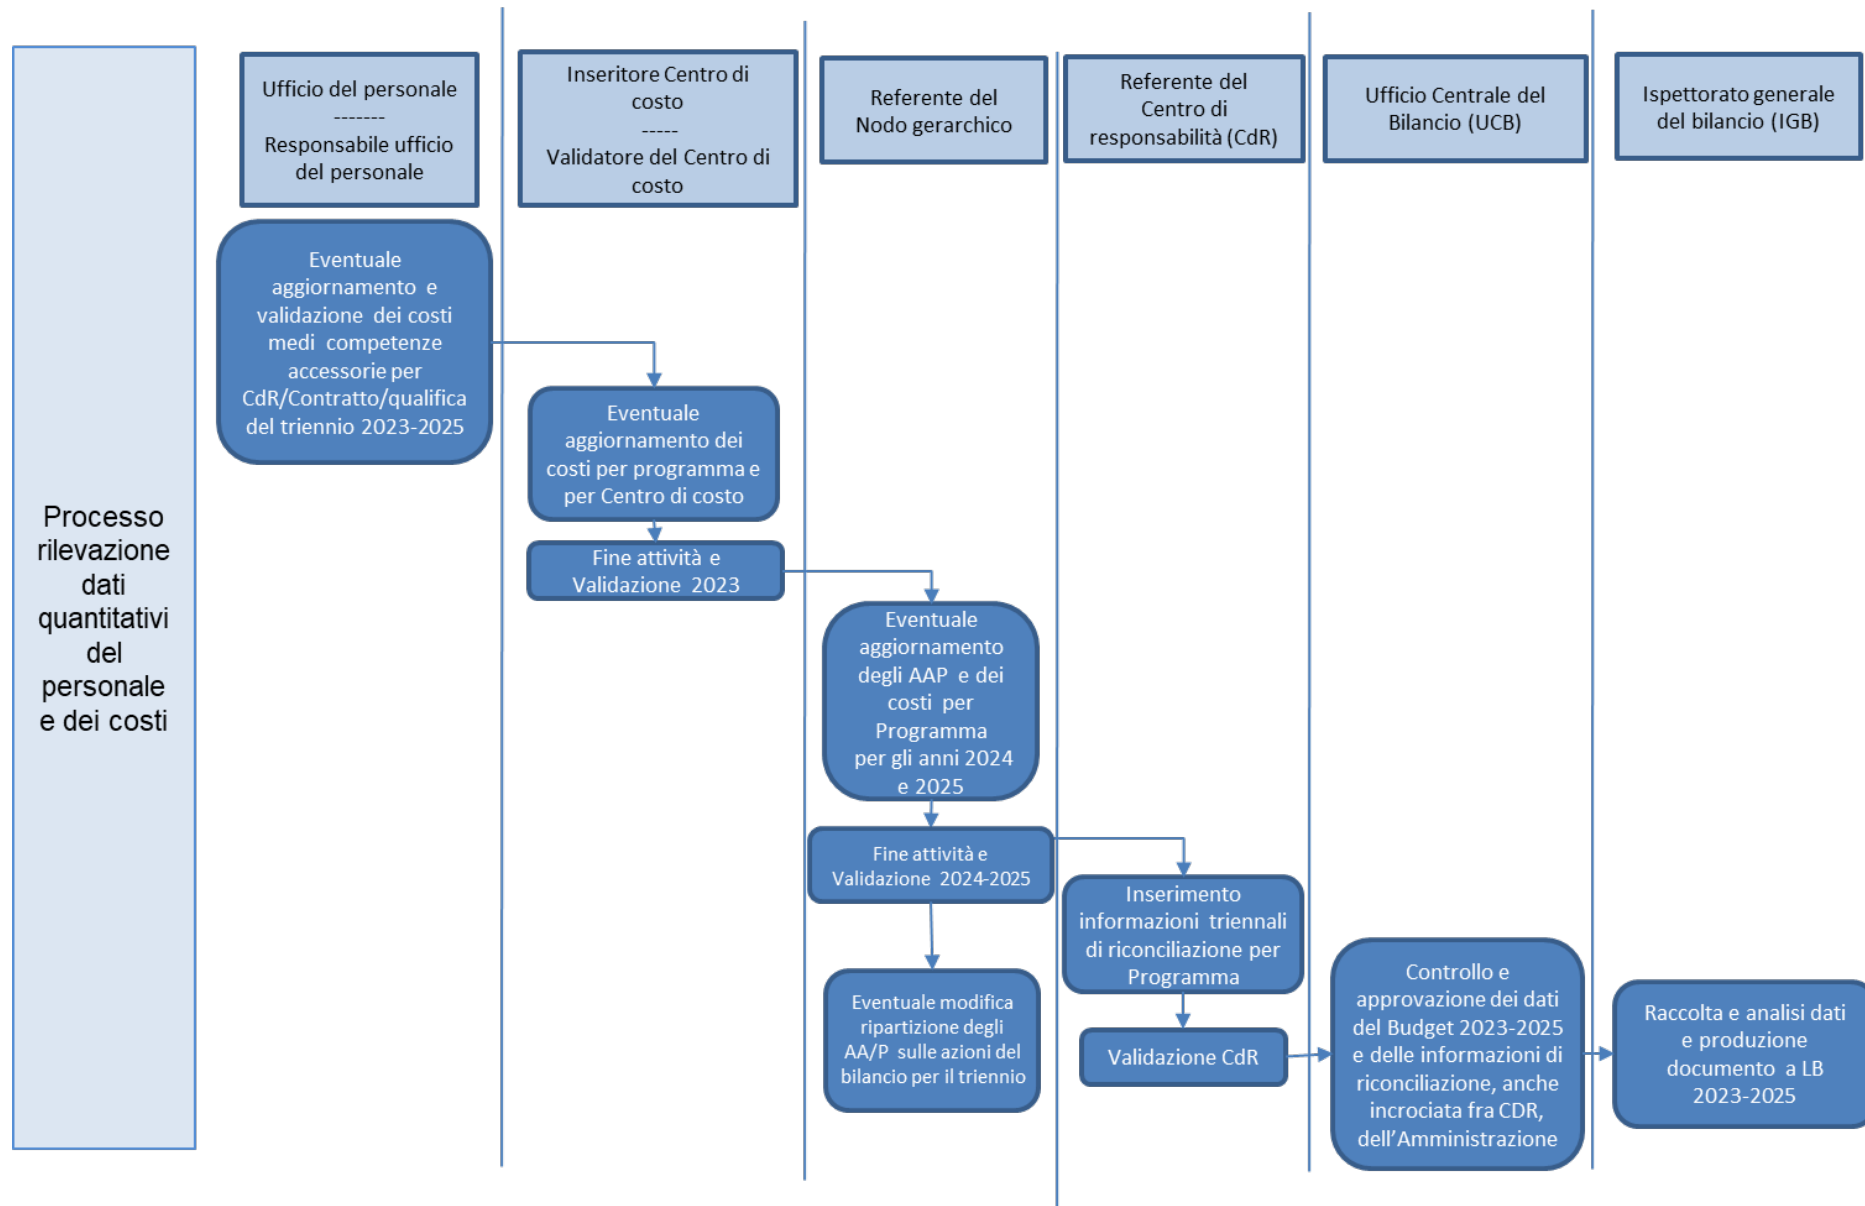 Processo
rilevazione
dati
quantitativi
del
personale
e dei costi
Ufficio del personale
-------
Responsabile ufficio
del personale
Inseritore Centro di
costo
-----
Validatore del Centro di
costo
Referente del
Nodo gerarchico
Referente del
Centro di
responsabilità (CdR)
Ufficio Centrale del
Bilancio (UCB)
Ispettorato generale
del bilancio (IGB)
Eventuale
aggiornamento e
validazione dei costi
medi competenze
accessorie per
CdR/Contratto/qualifica
del triennio 2023-2025
Eventuale
aggiornamento dei
costi per programma e
per Centro di costo
Fine attività e
Validazione 2023
Eventuale
aggiornamento
degli AAP e dei
costi per
Programma
per gli anni 2024
e 2025
Fine attività e
Validazione 2024-2025
Eventuale modifica
ripartizione degli
AA/P sulle azioni del
bilancio per il triennio
Inserimento
informazioni triennali
di riconciliazione per
Programma
Validazione CdR
Controllo e
approvazione dei dati
del Budget 2023-2025
e delle informazioni di
riconciliazione, anche
incrociata fra CDR,
dell’Amministrazione
Raccolta e analisi dati
e produzione
documento a LB
2023-2025